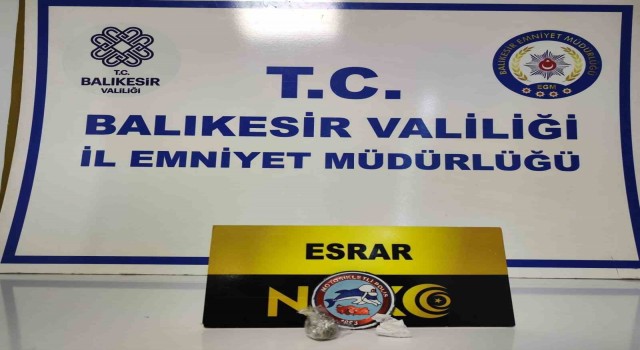 T.C.
BALIKESİR
VALİLİĞİ
BALIKESİR EMNİYET MÜDÜRLÜĞÜ
EGM
T.C.
BALIKESİR VALİLİĞİ
İL EMNİYET MÜDÜRLÜĞÜ
ESRAR